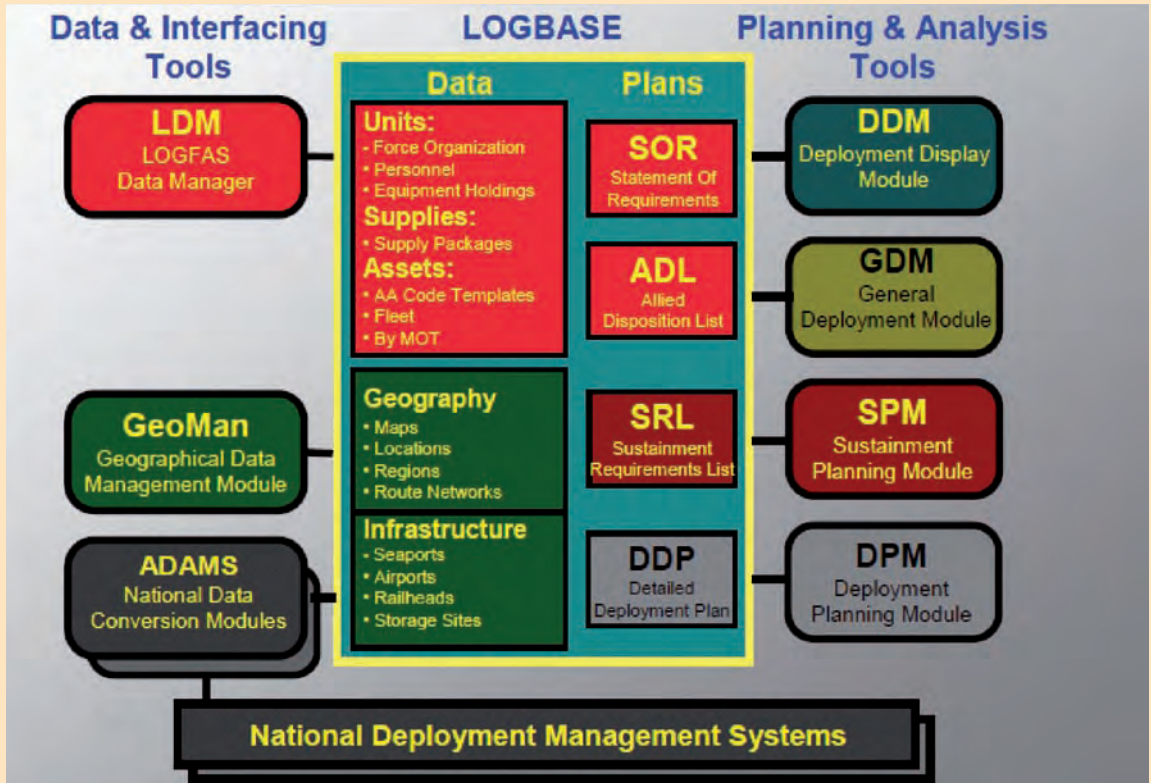 Data & Interfacing
Tools
LOGBASE
Planning & Analysis
Tools
LDM
LOGFAS
Data Manager
GeoMan
Geographical Data
Management Module
ADAMS
National Data
Conversion Modules
Data
Units:
- Force Organization
• Personnel
• Equipment Holdings
Supplies:
• Supply Packages
Assets:
• AA Code Templates
• Fleet
• By MOT
Geography
• Maps
• Locations
• Regions
• Route Networks
Infrastructure
- Seaports
• Airports
• Railheads
• Storage Sites
Plans
SOR
Statement Of
Requirements
ADL
Allied
Disposition List
SRL
Sustainment
Requirements List
DDP
Detailed
Deployment Plan
DDM
Deployment Display
Module
GDM
General
Deployment Module
SPM
Sustainment
Planning Module
DPM
Deployment
Planning Module
National Deployment Management Systems